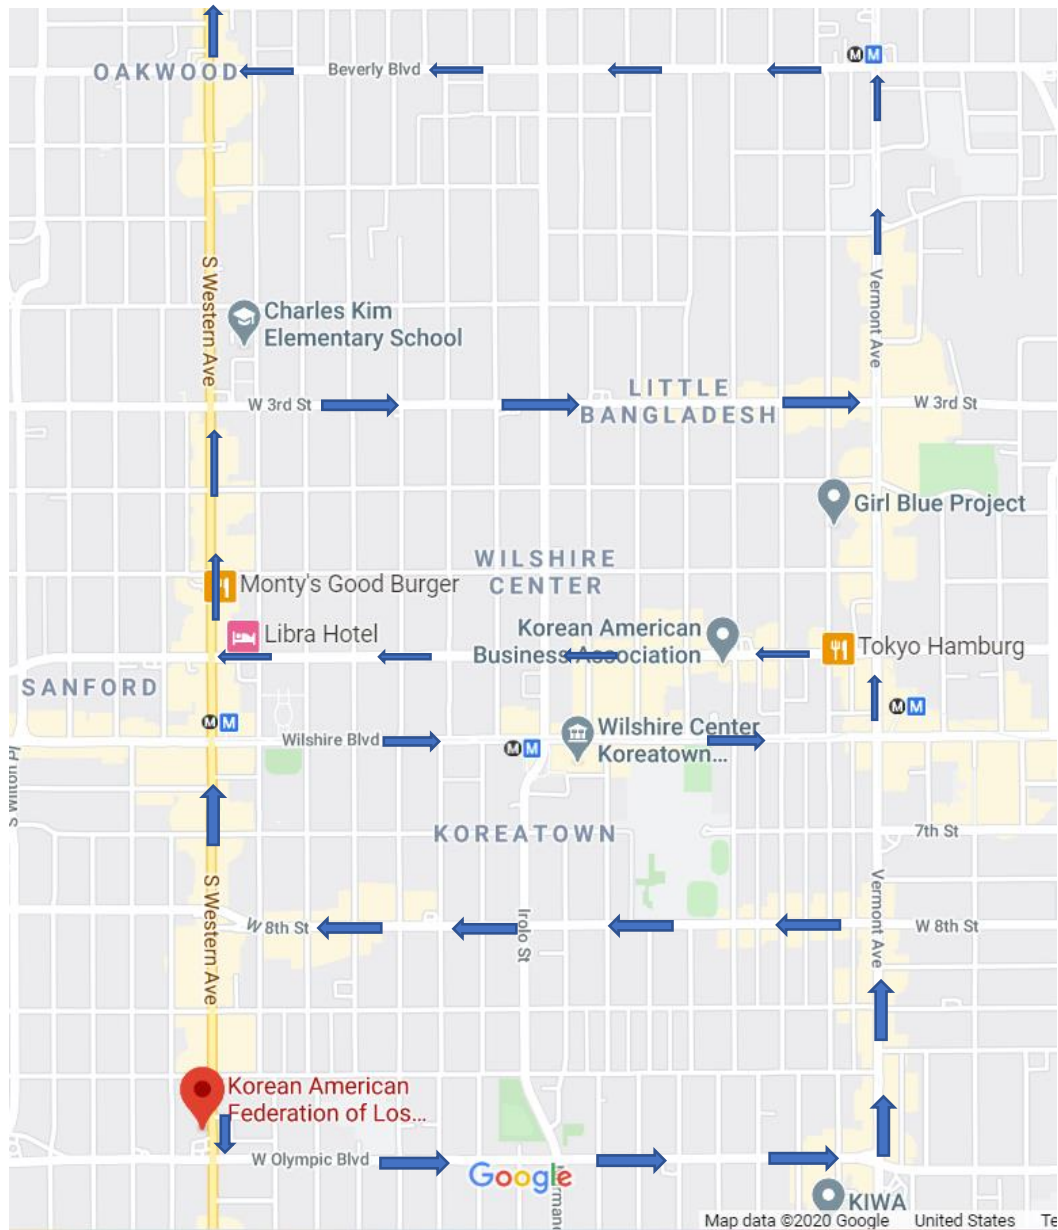 OAKWOOD
Beverly Blvd
M M
S Western Ave
Vermont Ave
Charles Kim
Elementary School
W 3rd St
LITTLE
BANGLADESH
W 3rd St
Girl Blue Project
WILSHIRE
CENTER
Monty's Good Burger
Libra Hotel
Korean American
Business Association
Tokyo Hamburg
SANFORD
M M
M M
Wilshire Blvd
M M
Wilshire Center
Koreatown...
KOREATOWN
7th St
S Western Ave
Vermont Ave
W 8th St
Irolo St
W 8th St
Korean American
Federation of Los...
W Olympic Blvd
Google
KIWA
Map data ©2020 Google United States Te